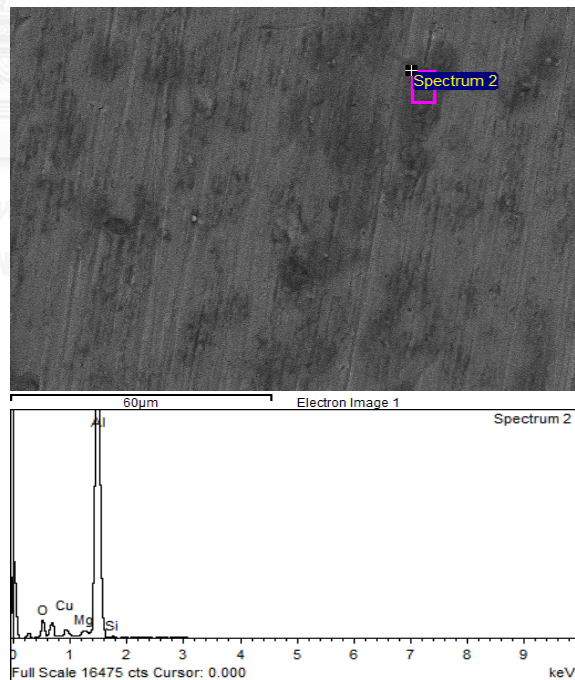 Spectrum 2
60µm Electron Image 1
Spectrum 2
Al
O Cu Mg Si
0 1 2 3 4 5 6 7 8 9
Full Scale 16475 cts Cursor: 0.000 keV